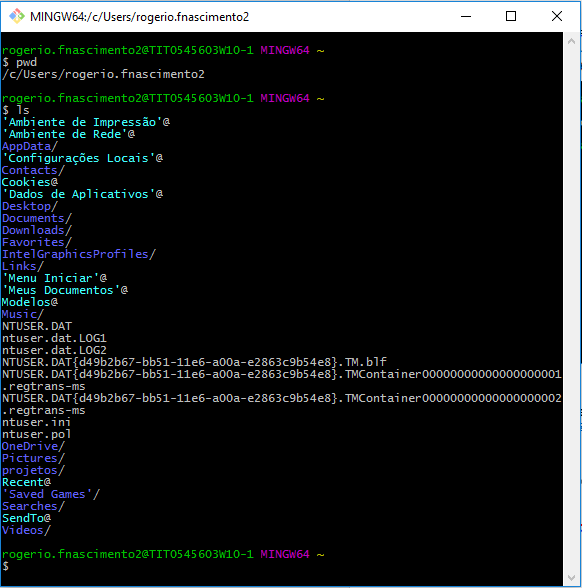 MINGW64:/c/Users/rogerio.fnascimento2
rogerio.fnascimento2@TIT0545603W10-1 MINGW64 ~
$ pwd
/c/Users/rogerio.fnascimento2
rogerio.fnascimento2@TIT0545603W10-1 MINGW64 ~
$ ls
'Ambiente de Impressão'@
'Ambiente de Rede'@
AppData/
'Configurações Locais'@
Contacts/
Cookies@
'Dados de Aplicativos'@
Desktop/
Documents/
Downloads/
Favorites/
IntelGraphicsProfiles/
Links/
'Menu Iniciar'@
'Meus Documentos'@
Modelos@
Music/
NTUSER.DAT
ntuser.dat.LOG1
ntuser.dat.LOG2
NTUSER.DAT{d49b2b67-bb51-11e6-a00a-e2863c9b54e8}.TM.blf
NTUSER.DAT{d49b2b67-bb51-11e6-a00a-e2863c9b54e8}.TMContainer00000000000000000001
.regtrans-ms
NTUSER.DAT{d49b2b67-bb51-11e6-a00a-e2863c9b54e8}.TMContainer00000000000000000002
.regtrans-ms
ntuser.ini
ntuser.pol
OneDrive/
Pictures/
projetos/
Recent@
'Saved Games'/
Searches/
SendTo@
Videos/
rogerio.fnascimento2@TIT0545603W10-1 MINGW64 ~
$